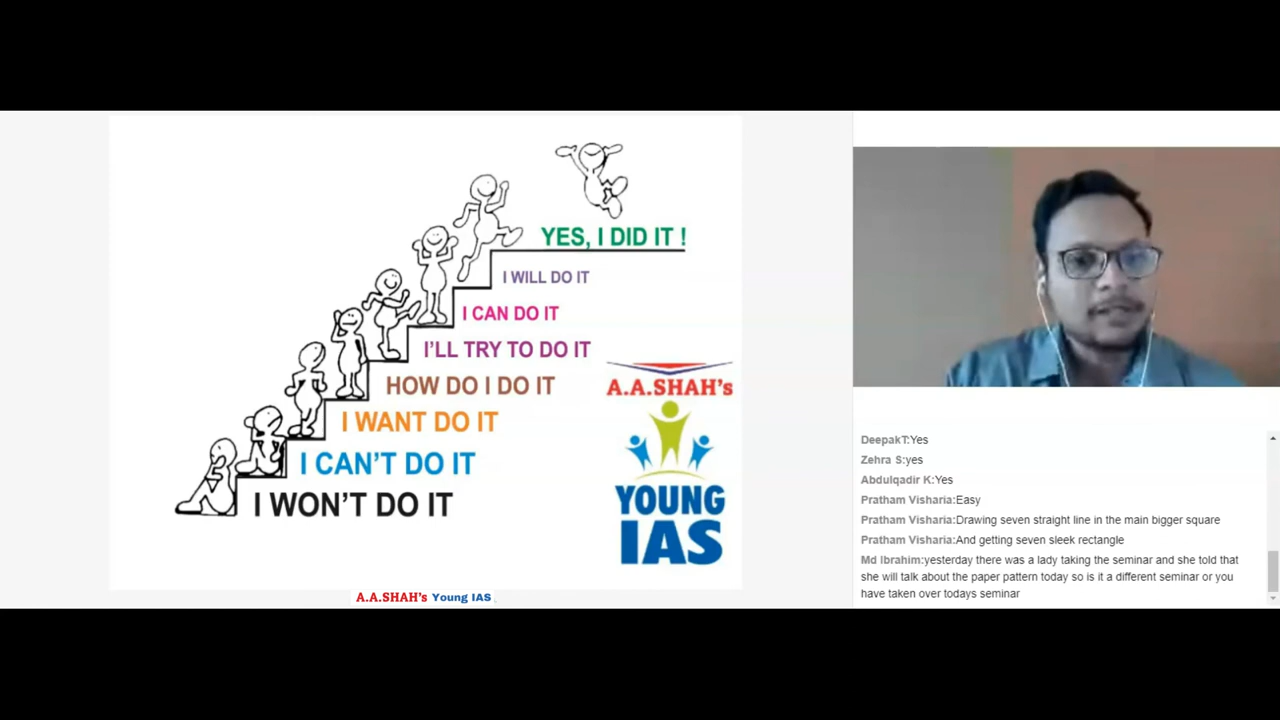 YES, I DID IT !
I WILL DO IT
I CAN DO IT
I'LL TRY TO DO IT
HOW DO I DO IT
I WANT DO IT
I CAN'T DO IT
I WON'T DO IT
A.A.SHAH's
YOUNG
IAS
A.A.SHAH's Young IAS
DeepakT:Yes
Zehra S:yes
Abdulqadir K:Yes
Pratham Visharia:Easy
Pratham Visharia:Drawing seven straight line in the main bigger square
Pratham Visharia:And getting seven sleek rectangle
Md Ibrahim:yesterday there was a lady taking the seminar and she told that
she will talk about the paper pattern today so is it a different seminar or you
have taken over todays seminar